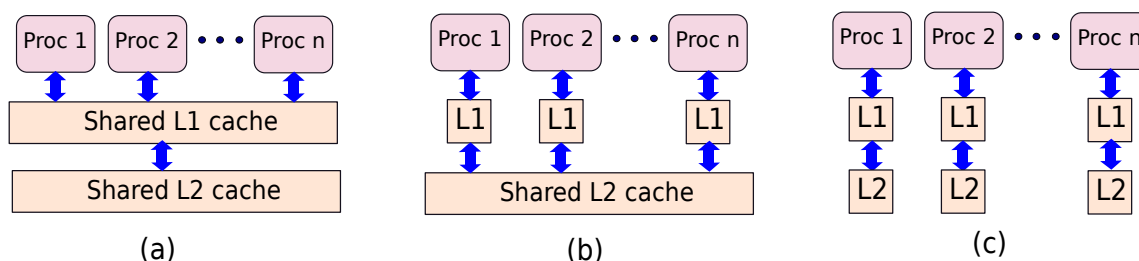 Proc 1 Proc 2 Proc n
Shared L1 cache
Shared L2 cache
(a)
Proc 1 Proc 2 Proc n
L1 L1 L1
Shared L2 cache
(b)
Proc 1 Proc 2 Proc n
L1 L1 L1
L2 L2 L2
(c)